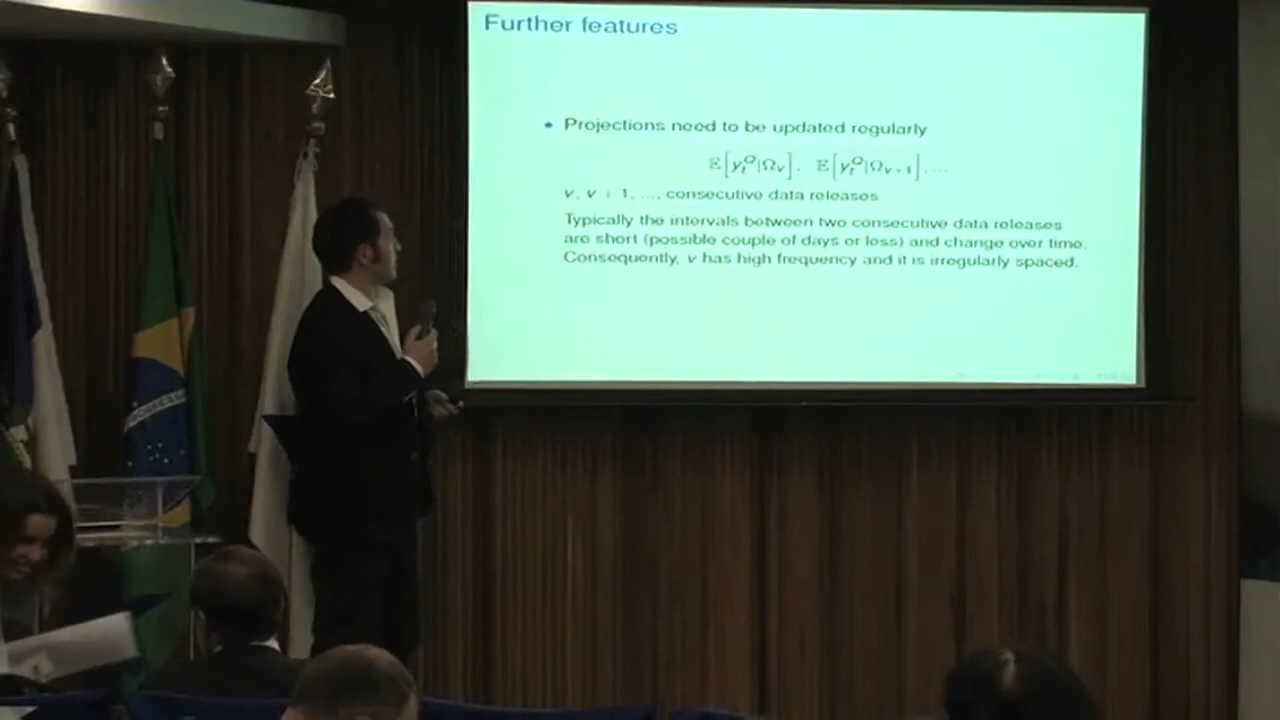 Further features
• Projections need to be updated regularly
𝔼[y_t^Q|Ω_v], 𝔼[y_t^Q|Ω_{v+1}], ...
v, v + 1, ..., consecutive data releases
Typically the intervals between two consecutive data releases
are short (possible couple of days or less) and change over time.
Consequently, v has high frequency and it is irregularly spaced.